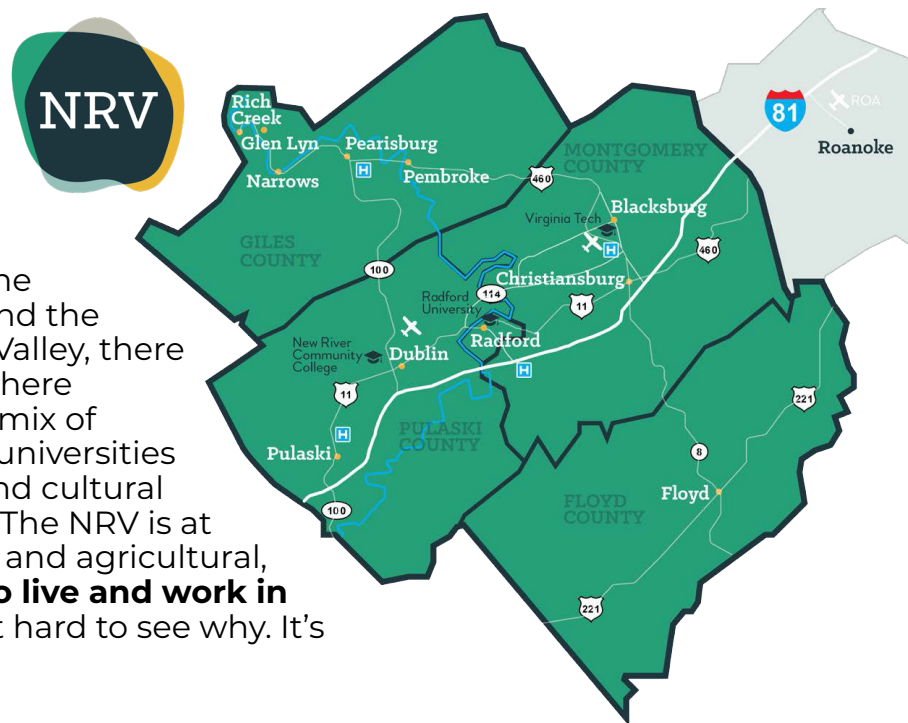 NRV
81
ROA
Roanoke
Rich
Creek
Glen Lyn
Pearisburg
Narrows
Pembroke
MONTGOMERY
COUNTY
460
Blacksburg
Virginia Tech
GILES
COUNTY
460
100
Christiansburg
114
11
Radford
University
Radford
New River
Community
College
Dublin
11
221
PULASKI
COUNTY
Pulaski
8
Floyd
FLOYD
COUNTY
100
221
nd the
Valley, there
here
mix of
universities
nd cultural
The NRV is at
and agricultural,
live and work in
hard to see why. It's